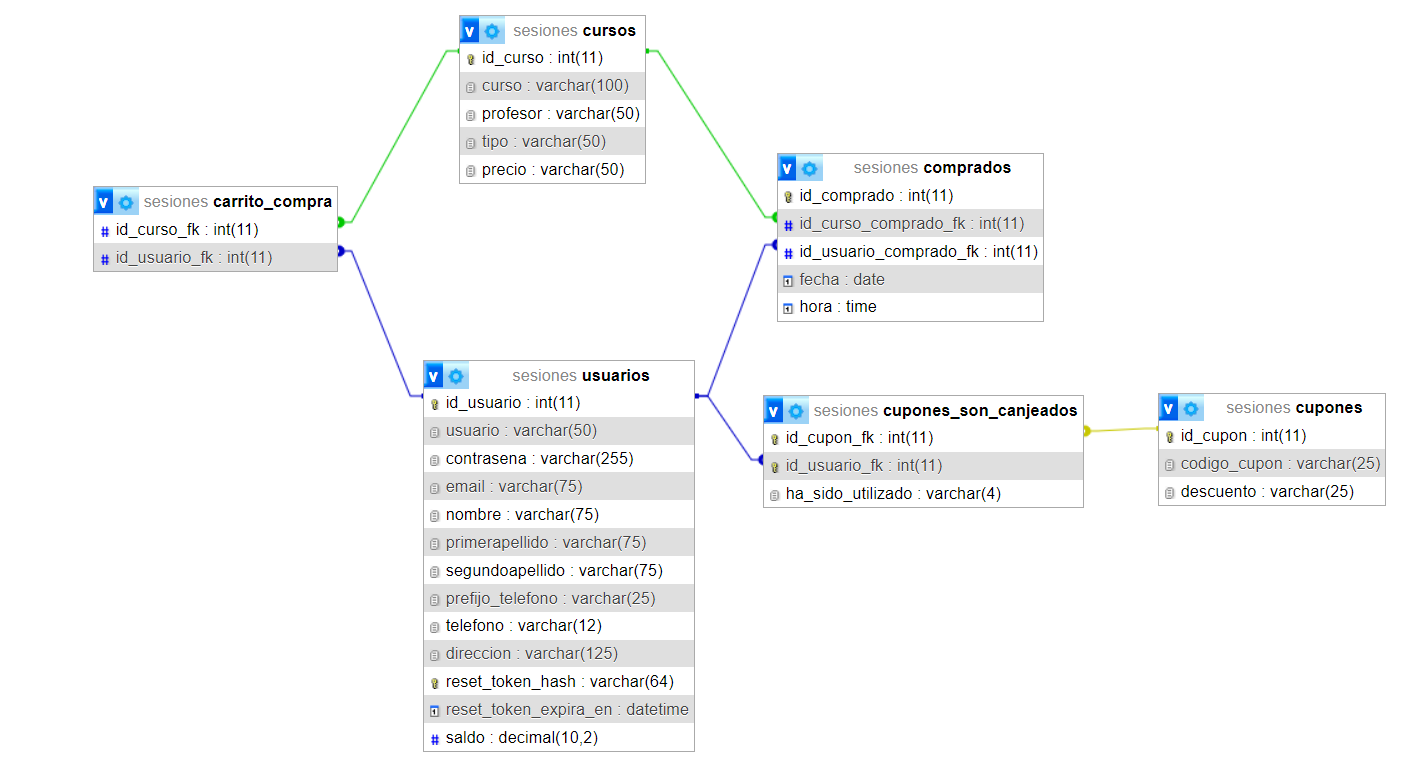 v sesiones cursos
id_curso : int(11)
curso : varchar(100)
profesor : varchar(50)
tipo : varchar(50)
precio : varchar(50)
v sesiones carrito_compra
# id_curso_fk : int(11)
# id_usuario_fk : int(11)
v sesiones comprados
id_comprado : int(11)
# id_curso_comprado_fk : int(11)
# id_usuario_comprado_fk : int(11)
fecha : date
hora : time
v sesiones usuarios
id_usuario : int(11)
usuario : varchar(50)
contrasena : varchar(255)
email : varchar(75)
nombre : varchar(75)
primerapellido : varchar(75)
segundoapellido : varchar(75)
prefijo_telefono : varchar(25)
telefono : varchar(12)
direccion : varchar(125)
reset_token_hash : varchar(64)
reset_token_expira_en : datetime
# saldo : decimal(10,2)
v sesiones cupones_son_canjeados
id_cupon_fk : int(11)
id_usuario_fk : int(11)
ha_sido_utilizado : varchar(4)
v sesiones cupones
id_cupon : int(11)
codigo_cupon : varchar(25)
descuento : varchar(25)